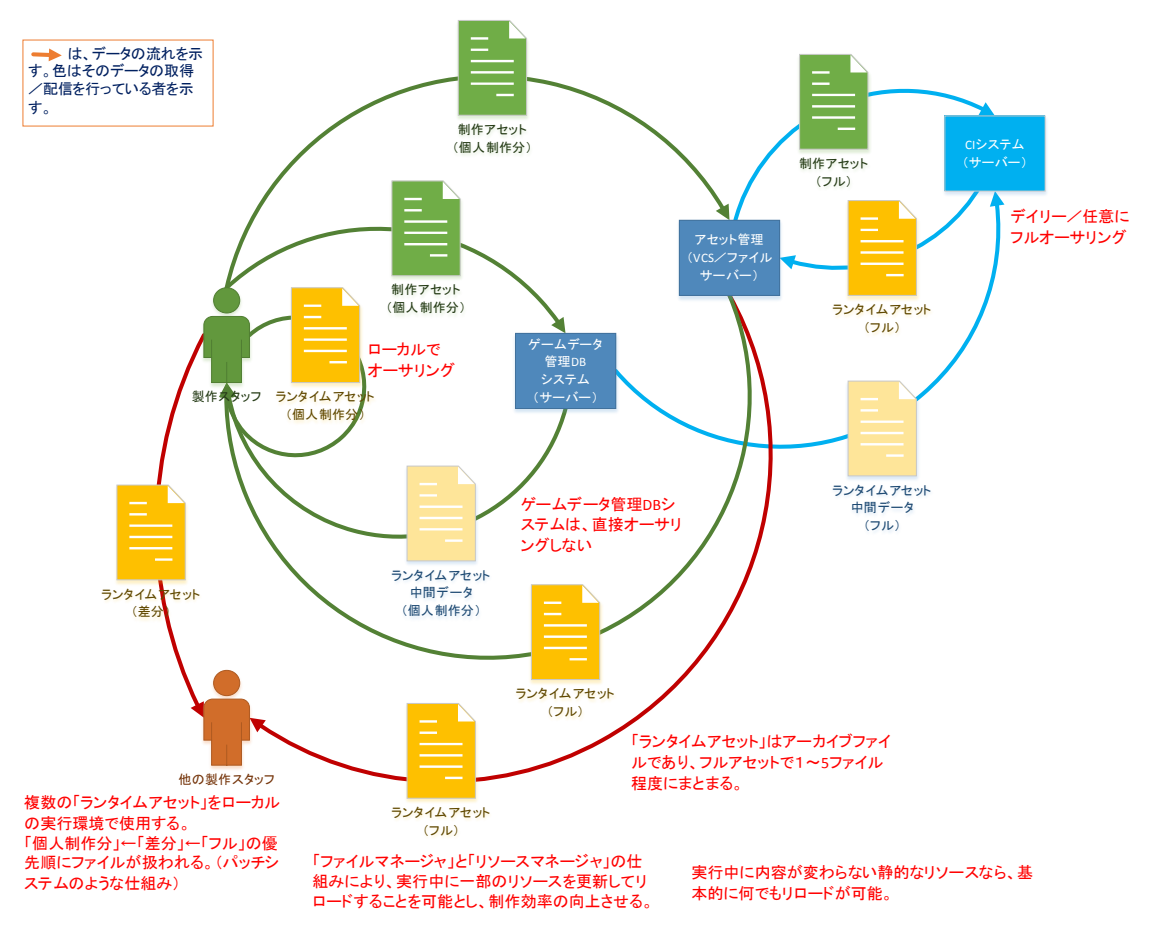 は、データの流れを示
す。色はそのデータの取得
／配信を行っている者を示
す。
制作アセット
（個人制作分）
制作アセット
（フル）
CIシステム
（サーバー）
デイリー／任意に
フルオーサリング
アセット管理
（VCS／ファイル
サーバー）
ランタイムアセット
（フル）
制作アセット
（個人制作分）
ローカルで
オーサリング
ゲームデータ
管理DB
システム
（サーバー）
製作スタッフ
ランタイムアセット
（個人制作分）
ランタイムアセット
中間データ
（フル）
ゲームデータ管理DBシ
ステムは、直接オーサリ
ングしない
ランタイムアセット
中間データ
（個人制作分）
ランタイムアセット
（差分）
ランタイムアセット
（フル）
他の製作スタッフ
「ランタイムアセット」はアーカイブファイ
ルであり、フルアセットで１～5ファイル
程度にまとまる。
ランタイムアセット
（フル）
複数の「ランタイムアセット」をローカル
の実行環境で使用する。
「個人制作分」←「差分」←「フル」の優
先順にファイルが扱われる。（パッチシ
ステムのような仕組み）
「ファイルマネージャ」と「リソースマネージャ」の仕
組みにより、実行中に一部のリソースを更新してリ
ロードすることを可能とし、制作効率の向上させる。
実行中に内容が変わらない静的なリソースなら、基
本的に何でもリロードが可能。